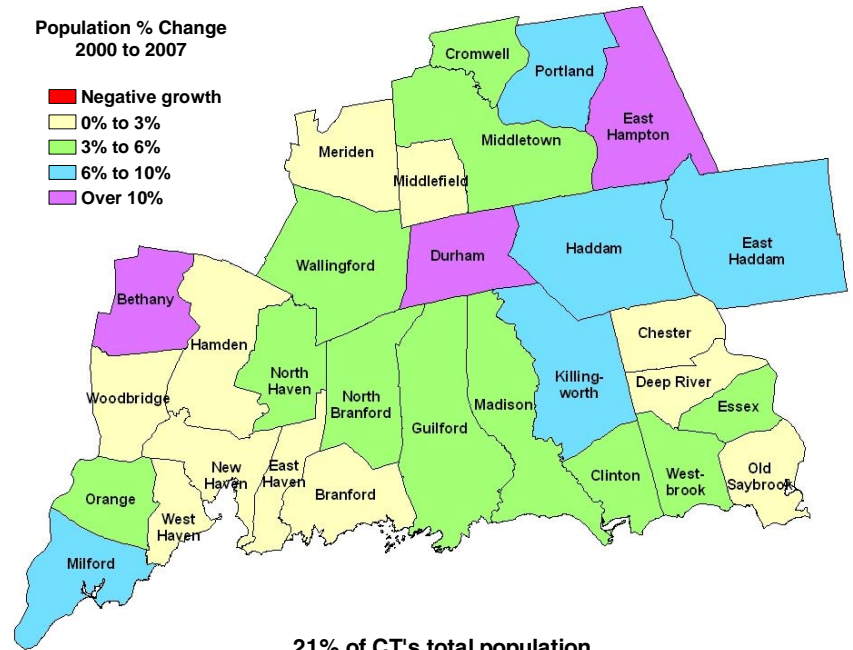 Population % Change
2000 to 2007
Negative growth
0% to 3%
3% to 6%
6% to 10%
Over 10%
Cromwell
Portland
East
Hampton
Middletown
Meriden
Middlefield
Wallingford
Durham
Haddam
East
Haddam
Bethany
Hamden
Woodbridge
North
Haven
North
Branford
Guilford
Madison
Killing-
worth
Chester
Deep River
Essex
Clinton
West-
brook
Old
Saybrook
New
Haven
East
Haven
Branford
Orange
West
Haven
Milford
21% of CT's total population